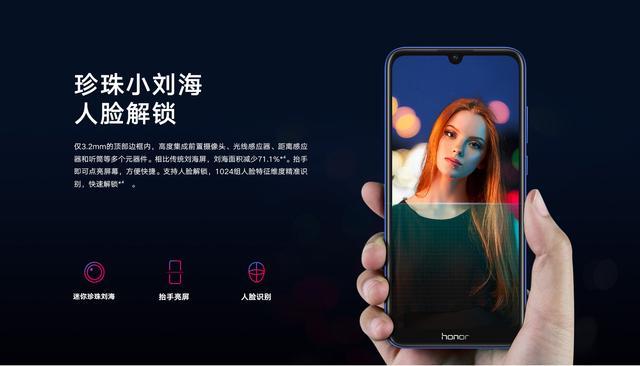 珍珠小刘海
人脸解锁
仅3.2mm的顶部边框内，高度集成前置摄像头、光线感应器、距离感应
器和听筒等多个元器件。相比传统刘海屏，刘海面积减少71.1%*⁴。抬手
即可点亮屏幕，方便快捷。支持人脸解锁，1024组人脸特征维度精准识
别，快速解锁*⁴ 。
迷你珍珠刘海
抬手亮屏
人脸识别
honor